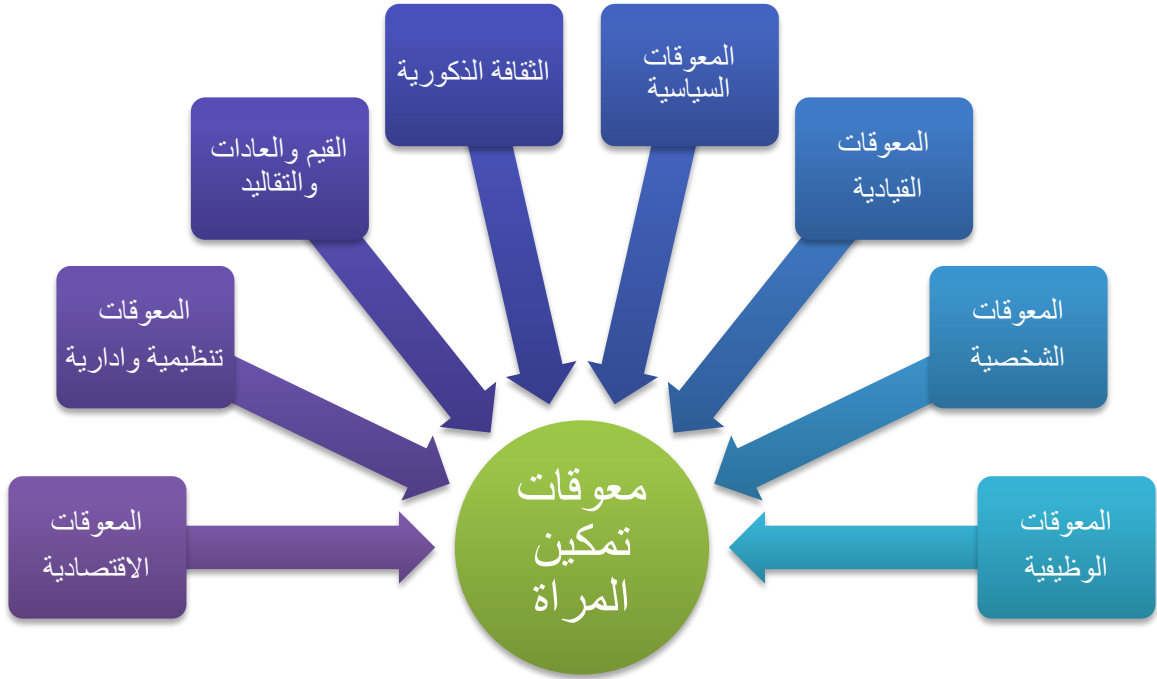 المعوقات
السياسية
الثقافة الذكورية
المعوقات
القيادية
القيم والعادات
والتقاليد
المعوقات
الشخصية
المعوقات
تنظيمية وادارية
المعوقات
الوظيفية
معوقات
تمكين
المراة
المعوقات
الاقتصادية